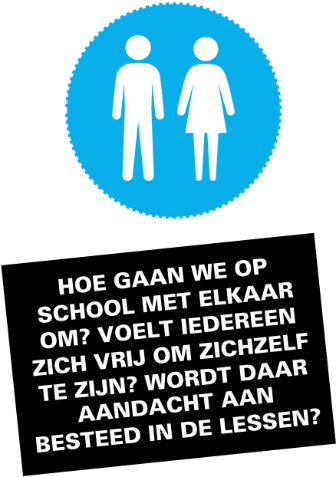 HOE GAAN WE OP
SCHOOL MET ELKAAR
OM? VOELT IEDEREEN
ZICH VRIJ OM ZICHZELF
TE ZIJN? WORDT DAAR
AANDACHT AAN
BESTEED IN DE LESSEN?